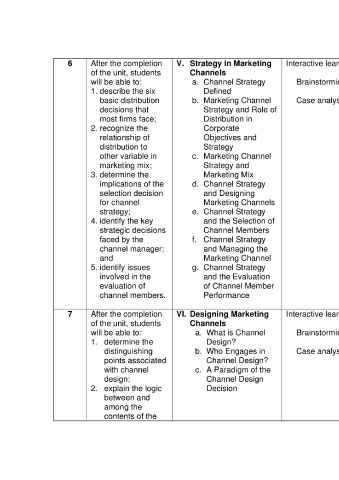 6
After the completion
of the unit, students
will be able to:
1. describe the six
basic distribution
decisions that
most firms face;
2. recognize the
relationship of
distribution to
other variable in
marketing mix;
3. determine the
implications of the
selection decision
for channel
strategy;
4. identify the key
strategic decisions
faced by the
channel manager;
and
5. identify issues
involved in the
evaluation of
channel members.
V. Strategy in Marketing
Channels
a. Channel Strategy
Defined
b. Marketing Channel
Strategy and Role of
Distribution in
Corporate
Objectives and
Strategy
c. Marketing Channel
Strategy and
Marketing Mix
d. Channel Strategy
and Designing
Marketing Channels
e. Channel Strategy
and the Selection of
Channel Members
f. Channel Strategy
and Managing the
Marketing Channel
g. Channel Strategy
and the Evaluation
of Channel Member
Performance
Interactive lear
Brainstormin
Case analys
7
After the completion
of the unit, students
will be able to:
1. determine the
distinguishing
points associated
with channel
design;
2. explain the logic
between and
among the
contents of the
VI. Designing Marketing
Channels
a. What is Channel
Design?
b. Who Engages in
Channel Design?
c. A Paradigm of the
Channel Design
Decision
Interactive lear
Brainstormin
Case analys